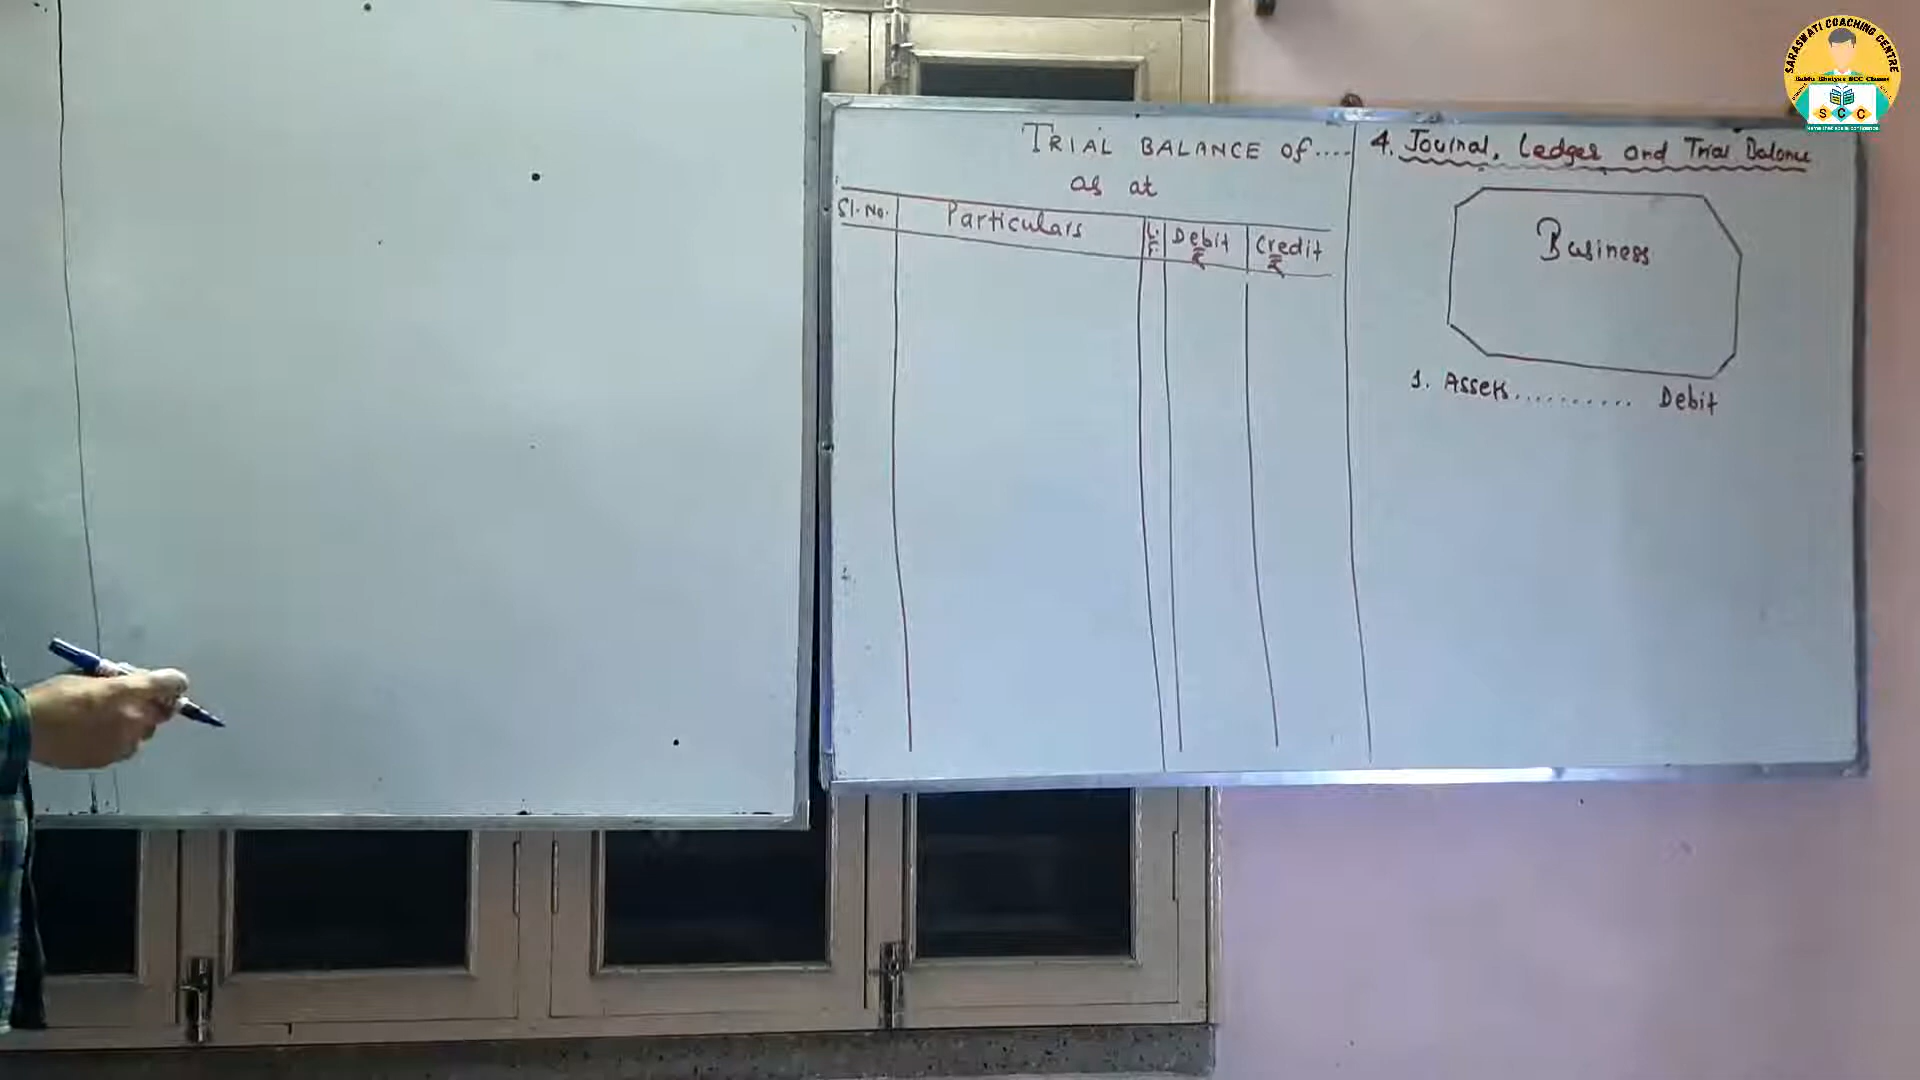 TRIAL BALANCE of....
as at
Sl. No. Particulars L.F. Debit ₹ Credit ₹
4. Journal, Ledger and Trial Balance
Business
1. Assets.......... Debit
SARASWATI COACHING CENTRE
SCC